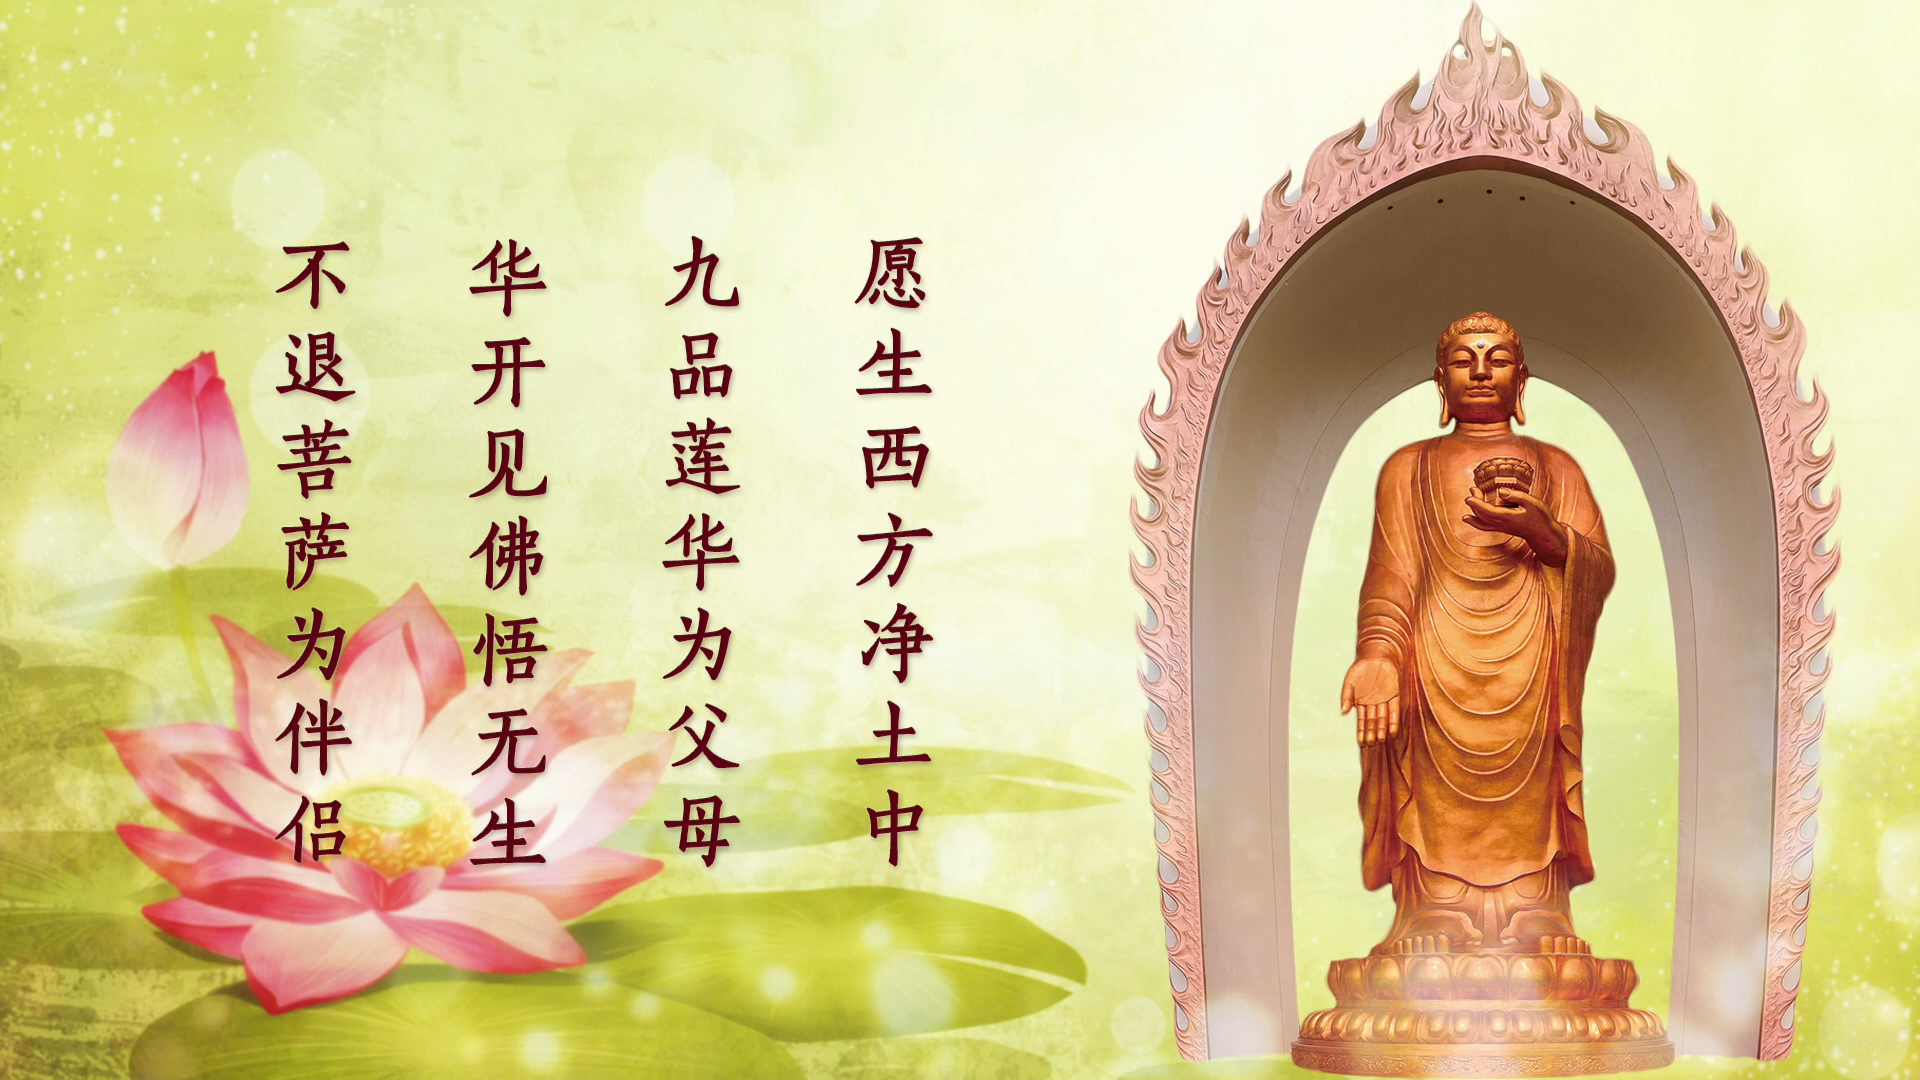 愿生西方净土中
九品莲华为父母
华开见佛悟无生
不退菩萨为伴侣